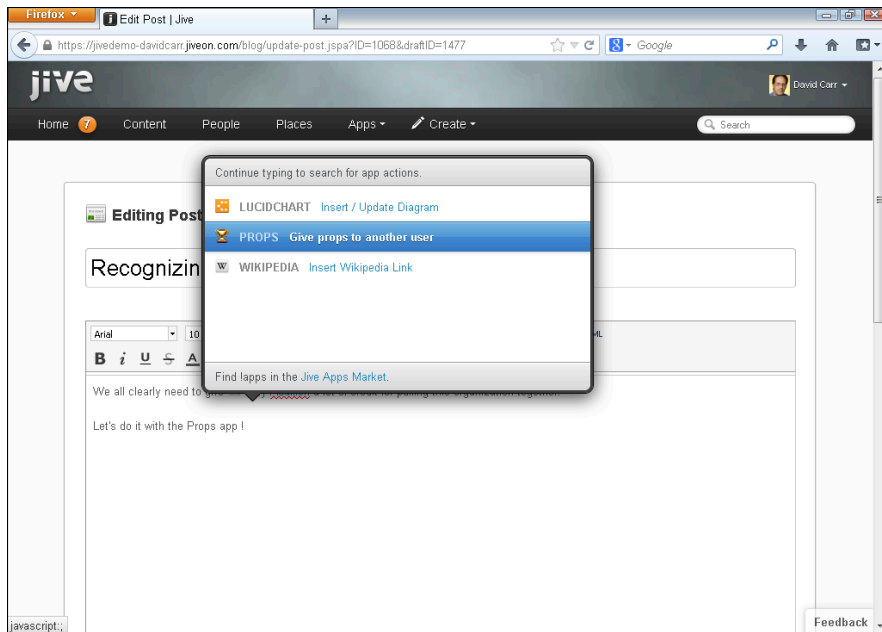 Firefox
Edit Post | Jive
https://jivedemo-davidcarr.jiveon.com/blog/update-post.jspa?ID=1068&draftID=1477
Google
jive
David Carr
Home 7 Content People Places Apps Create
Search
Continue typing to search for app actions.
LUCIDCHART Insert / Update Diagram
Editing Post
PROPS Give props to another user
Recognizin
WIKIPEDIA Insert Wikipedia Link
Arial 10
ML
B i U S A
Find !apps in the Jive Apps Market.
We all clearly need to
Let's do it with the Props app !
javascript:;
Feedback